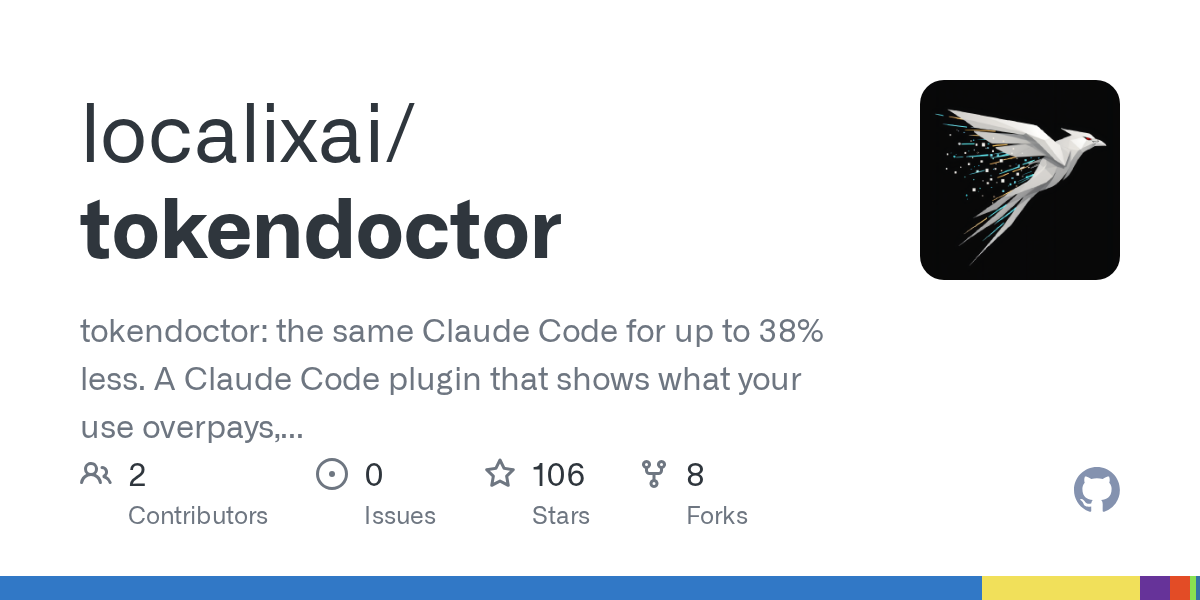 localixai/
tokendoctor
tokendoctor: the same Claude Code for up to 38%
less. A Claude Code plugin that shows what your
use overpays,...
2 0 106 8
Contributors Issues Stars Forks